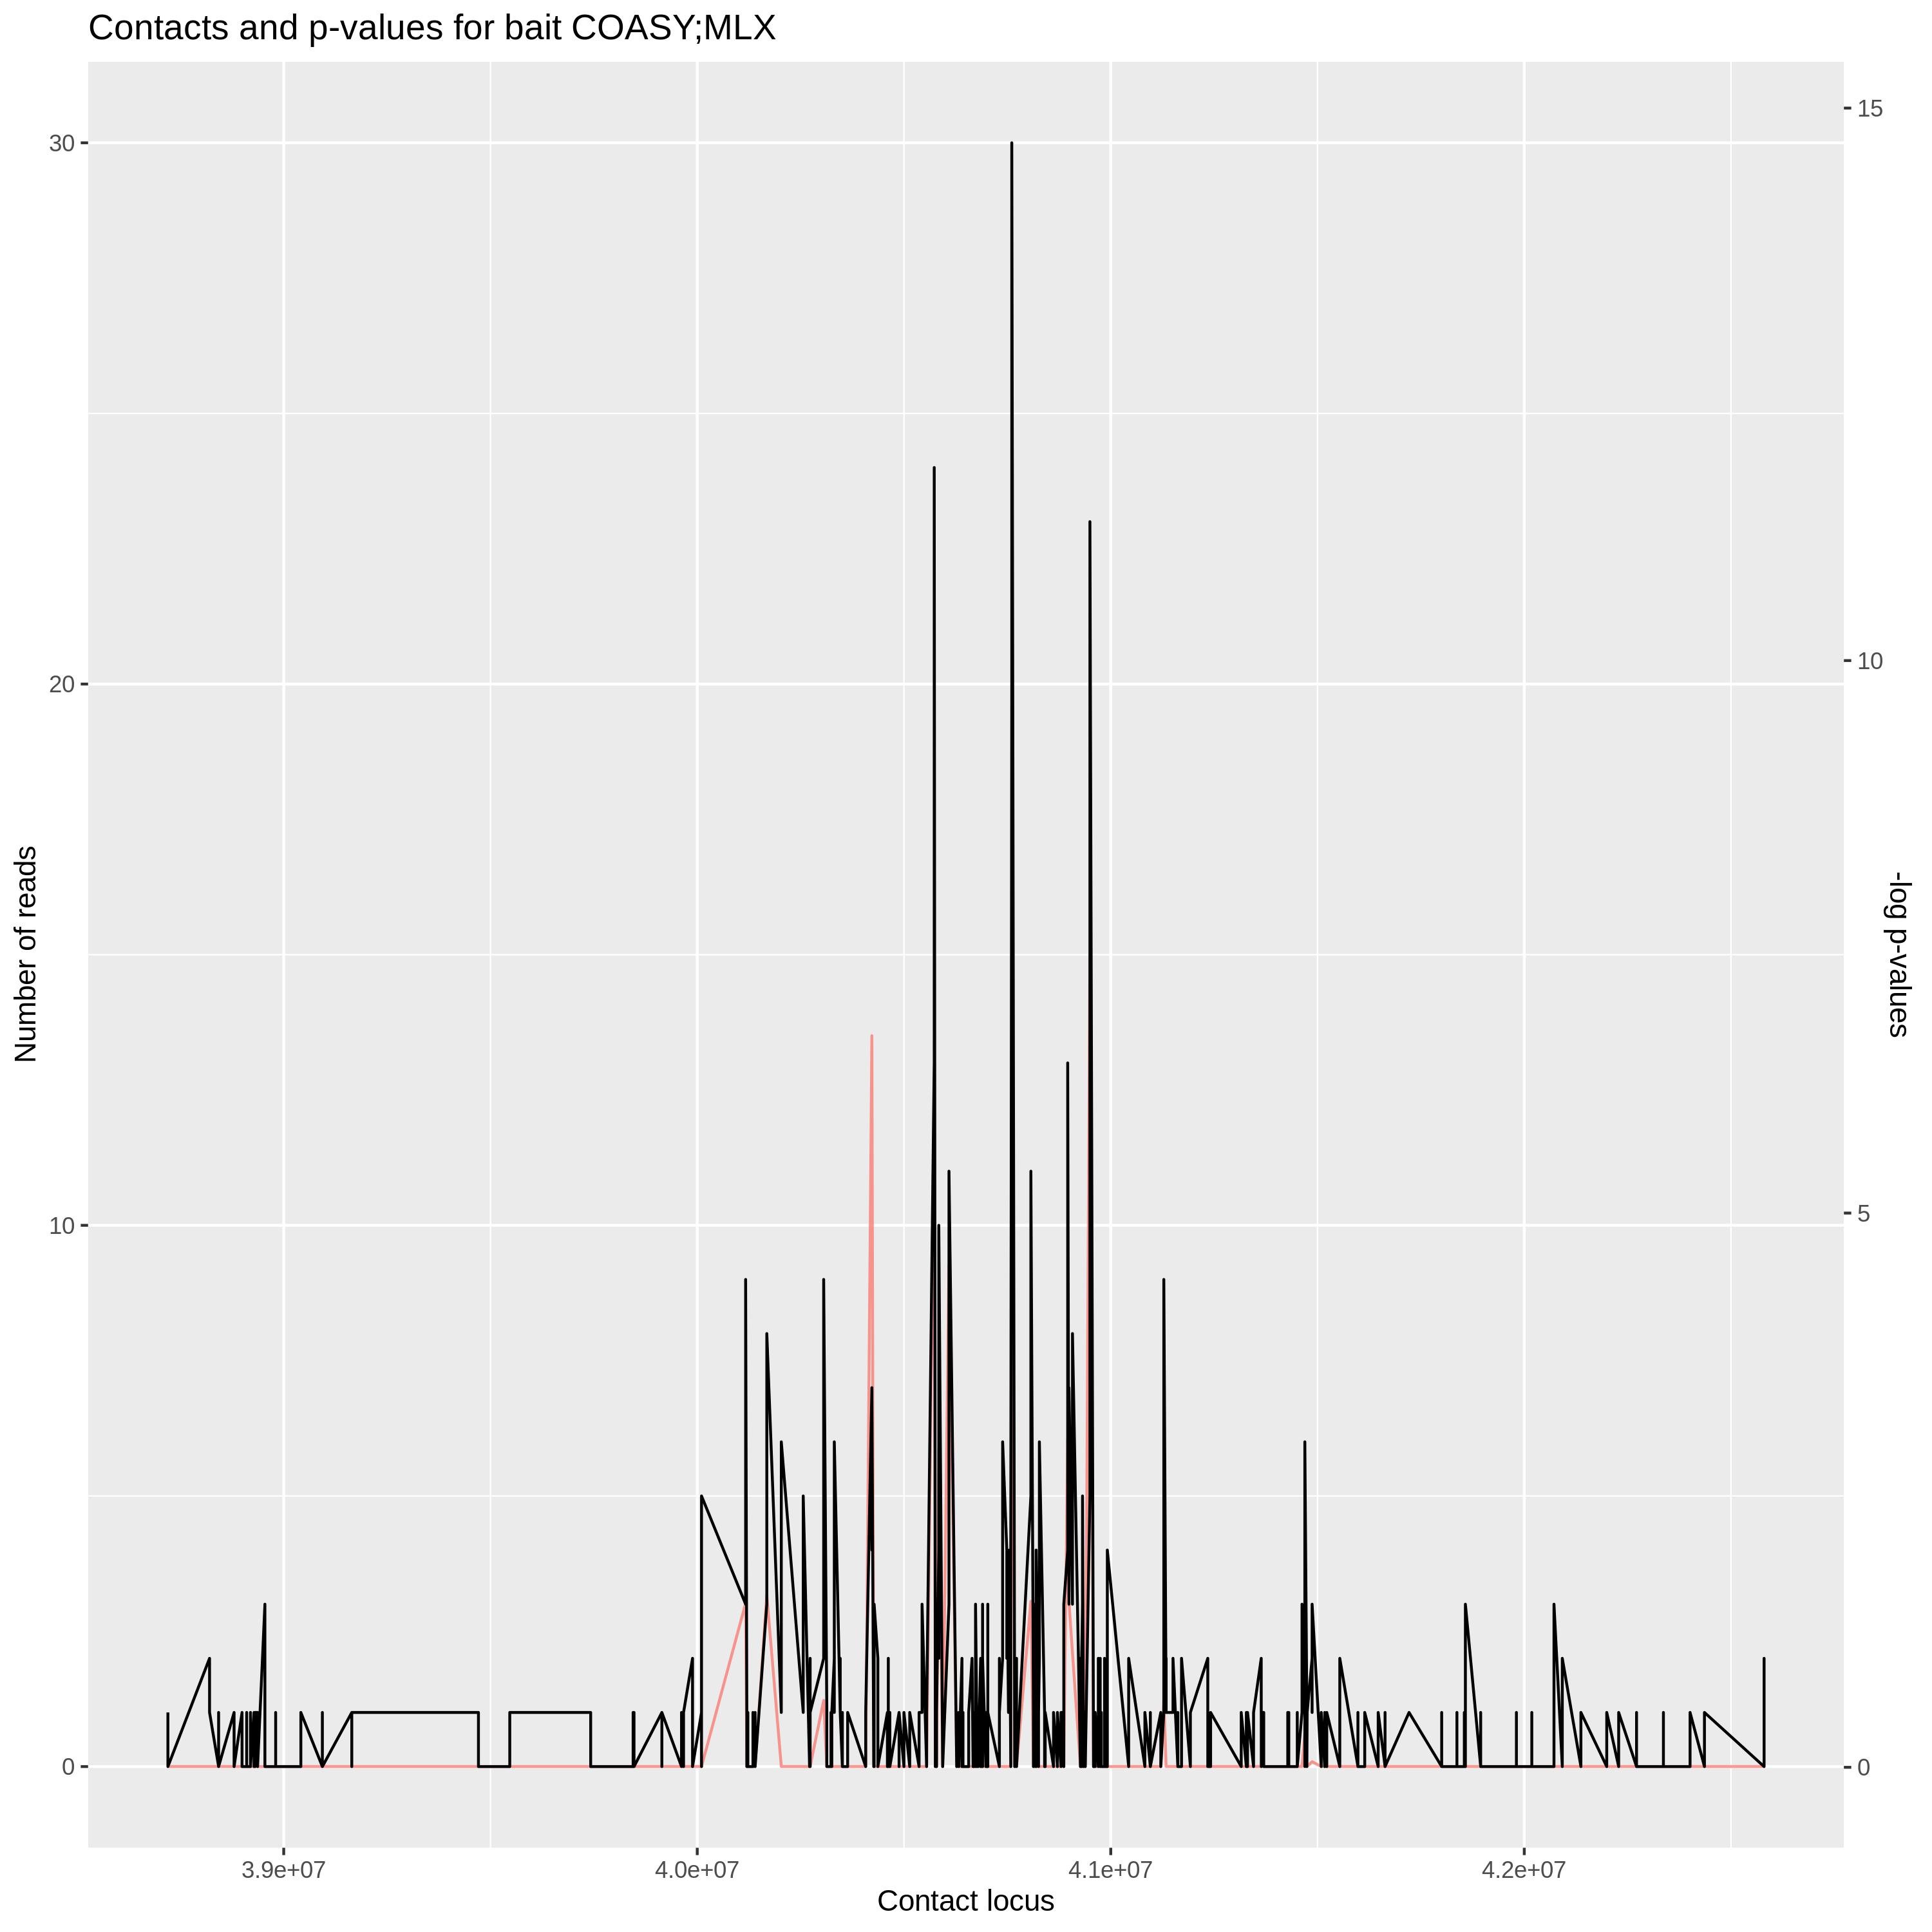 Contacts and p-values for bait COASY;MLX
30
20
10
0
Number of reads
15
10
5
0
-log p-values
3.9e+07
4.0e+07
4.1e+07
4.2e+07
Contact locus